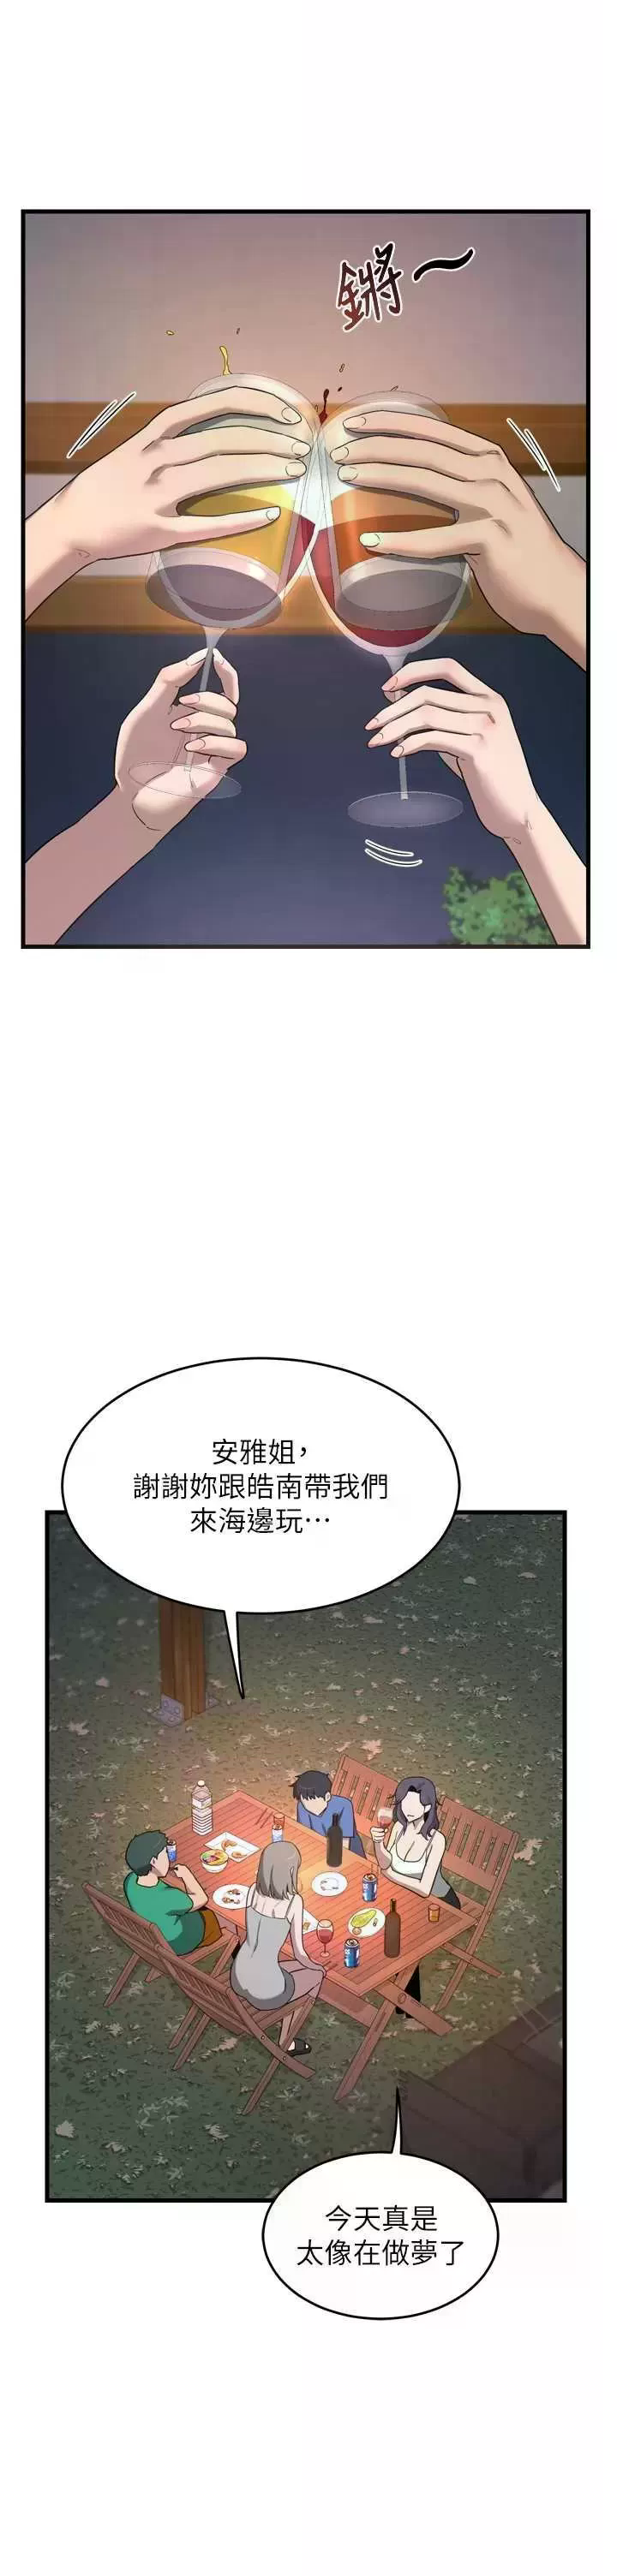 鏘～
安雅姐，
謝謝妳跟皓南帶我們
來海邊玩…
今天真是
太像在做夢了